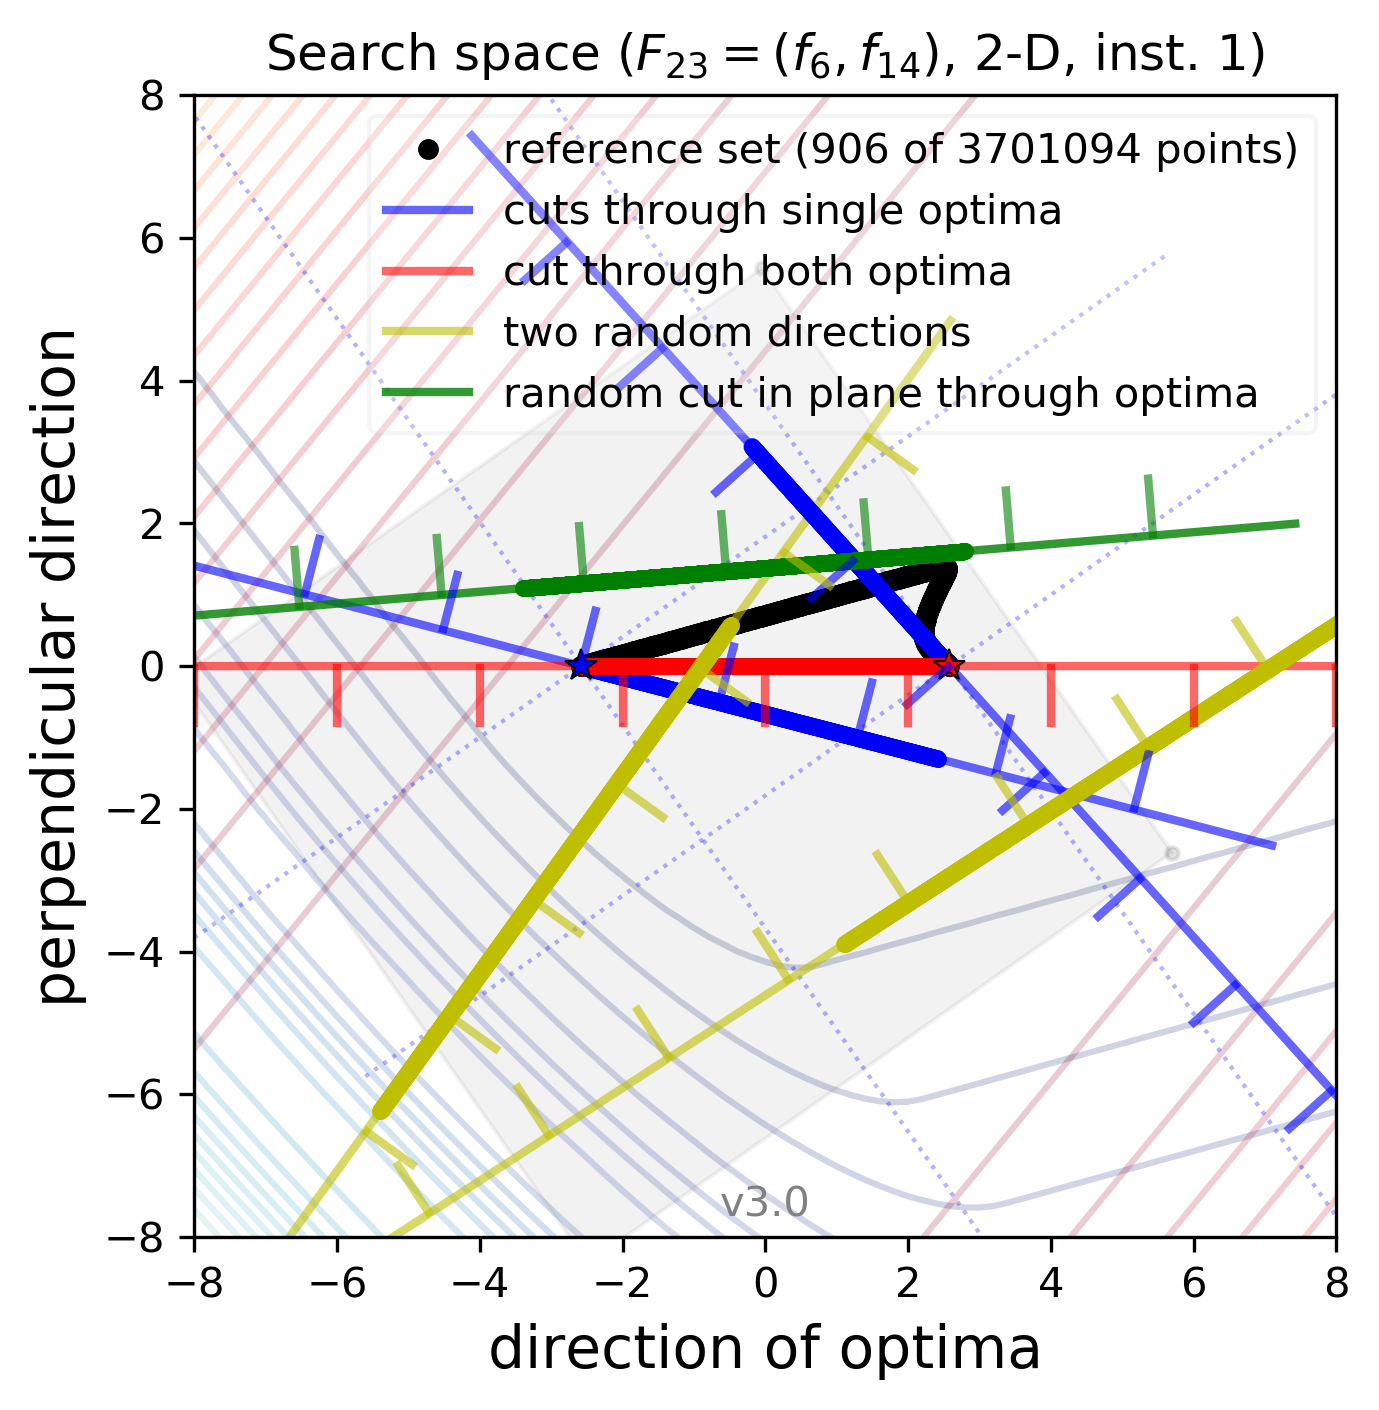 Search space (F₂₃ = (f₆, f₁₄), 2-D, inst. 1)
reference set (906 of 3701094 points)
cuts through single optima
cut through both optima
two random directions
random cut in plane through optima
perpendicular direction
8
6
4
2
0
−2
−4
−6
−8
v3.0
−8 −6 −4 −2 0 2 4 6 8
direction of optima